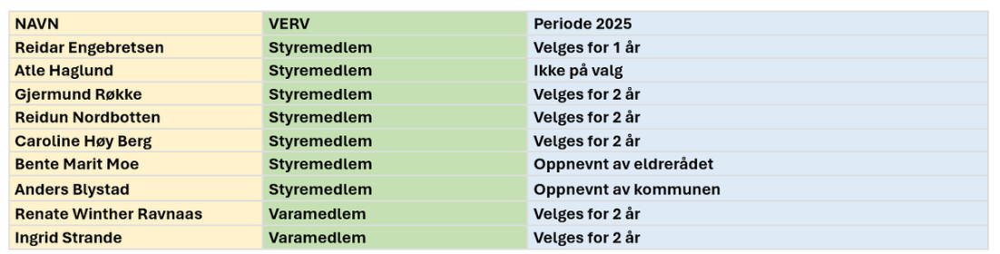 NAVN VERV Periode 2025
Reidar Engebretsen Styremedlem Velges for 1 år
Atle Haglund Styremedlem Ikke på valg
Gjermund Røkke Styremedlem Velges for 2 år
Reidun Nordbotten Styremedlem Velges for 2 år
Caroline Høy Berg Styremedlem Velges for 2 år
Bente Marit Moe Styremedlem Oppnevnt av eldrerådet
Anders Blystad Styremedlem Oppnevnt av kommunen
Renate Winther Ravnaas Varamedlem Velges for 2 år
Ingrid Strande Varamedlem Velges for 2 år